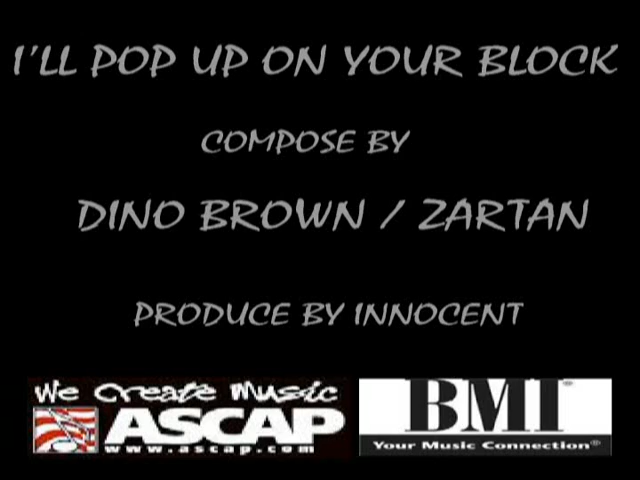 I'LL POP UP ON YOUR BLOCK
COMPOSE BY
DINO BROWN / ZARTAN
PRODUCE BY INNOCENT
We Create Music
ASCAP
www.ascap.com
BMI®
Your Music Connection®